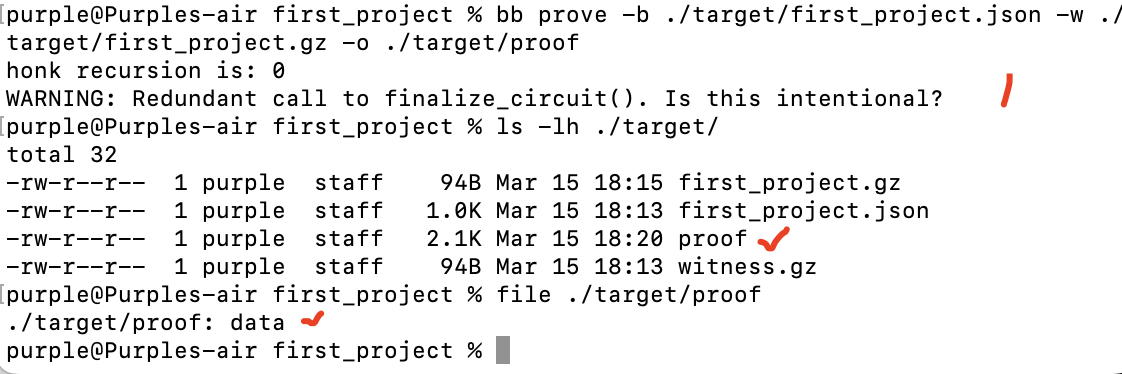 [purple@Purples-air first_project % bb prove -b ./target/first_project.json -w ./
target/first_project.gz -o ./target/proof
honk recursion is: 0
WARNING: Redundant call to finalize_circuit(). Is this intentional?
[purple@Purples-air first_project % ls -lh ./target/
total 32
-rw-r--r--  1 purple  staff    94B Mar 15 18:15 first_project.gz
-rw-r--r--  1 purple  staff   1.0K Mar 15 18:13 first_project.json
-rw-r--r--  1 purple  staff   2.1K Mar 15 18:20 proof
-rw-r--r--  1 purple  staff    94B Mar 15 18:13 witness.gz
[purple@Purples-air first_project % file ./target/proof
./target/proof: data
purple@Purples-air first_project %